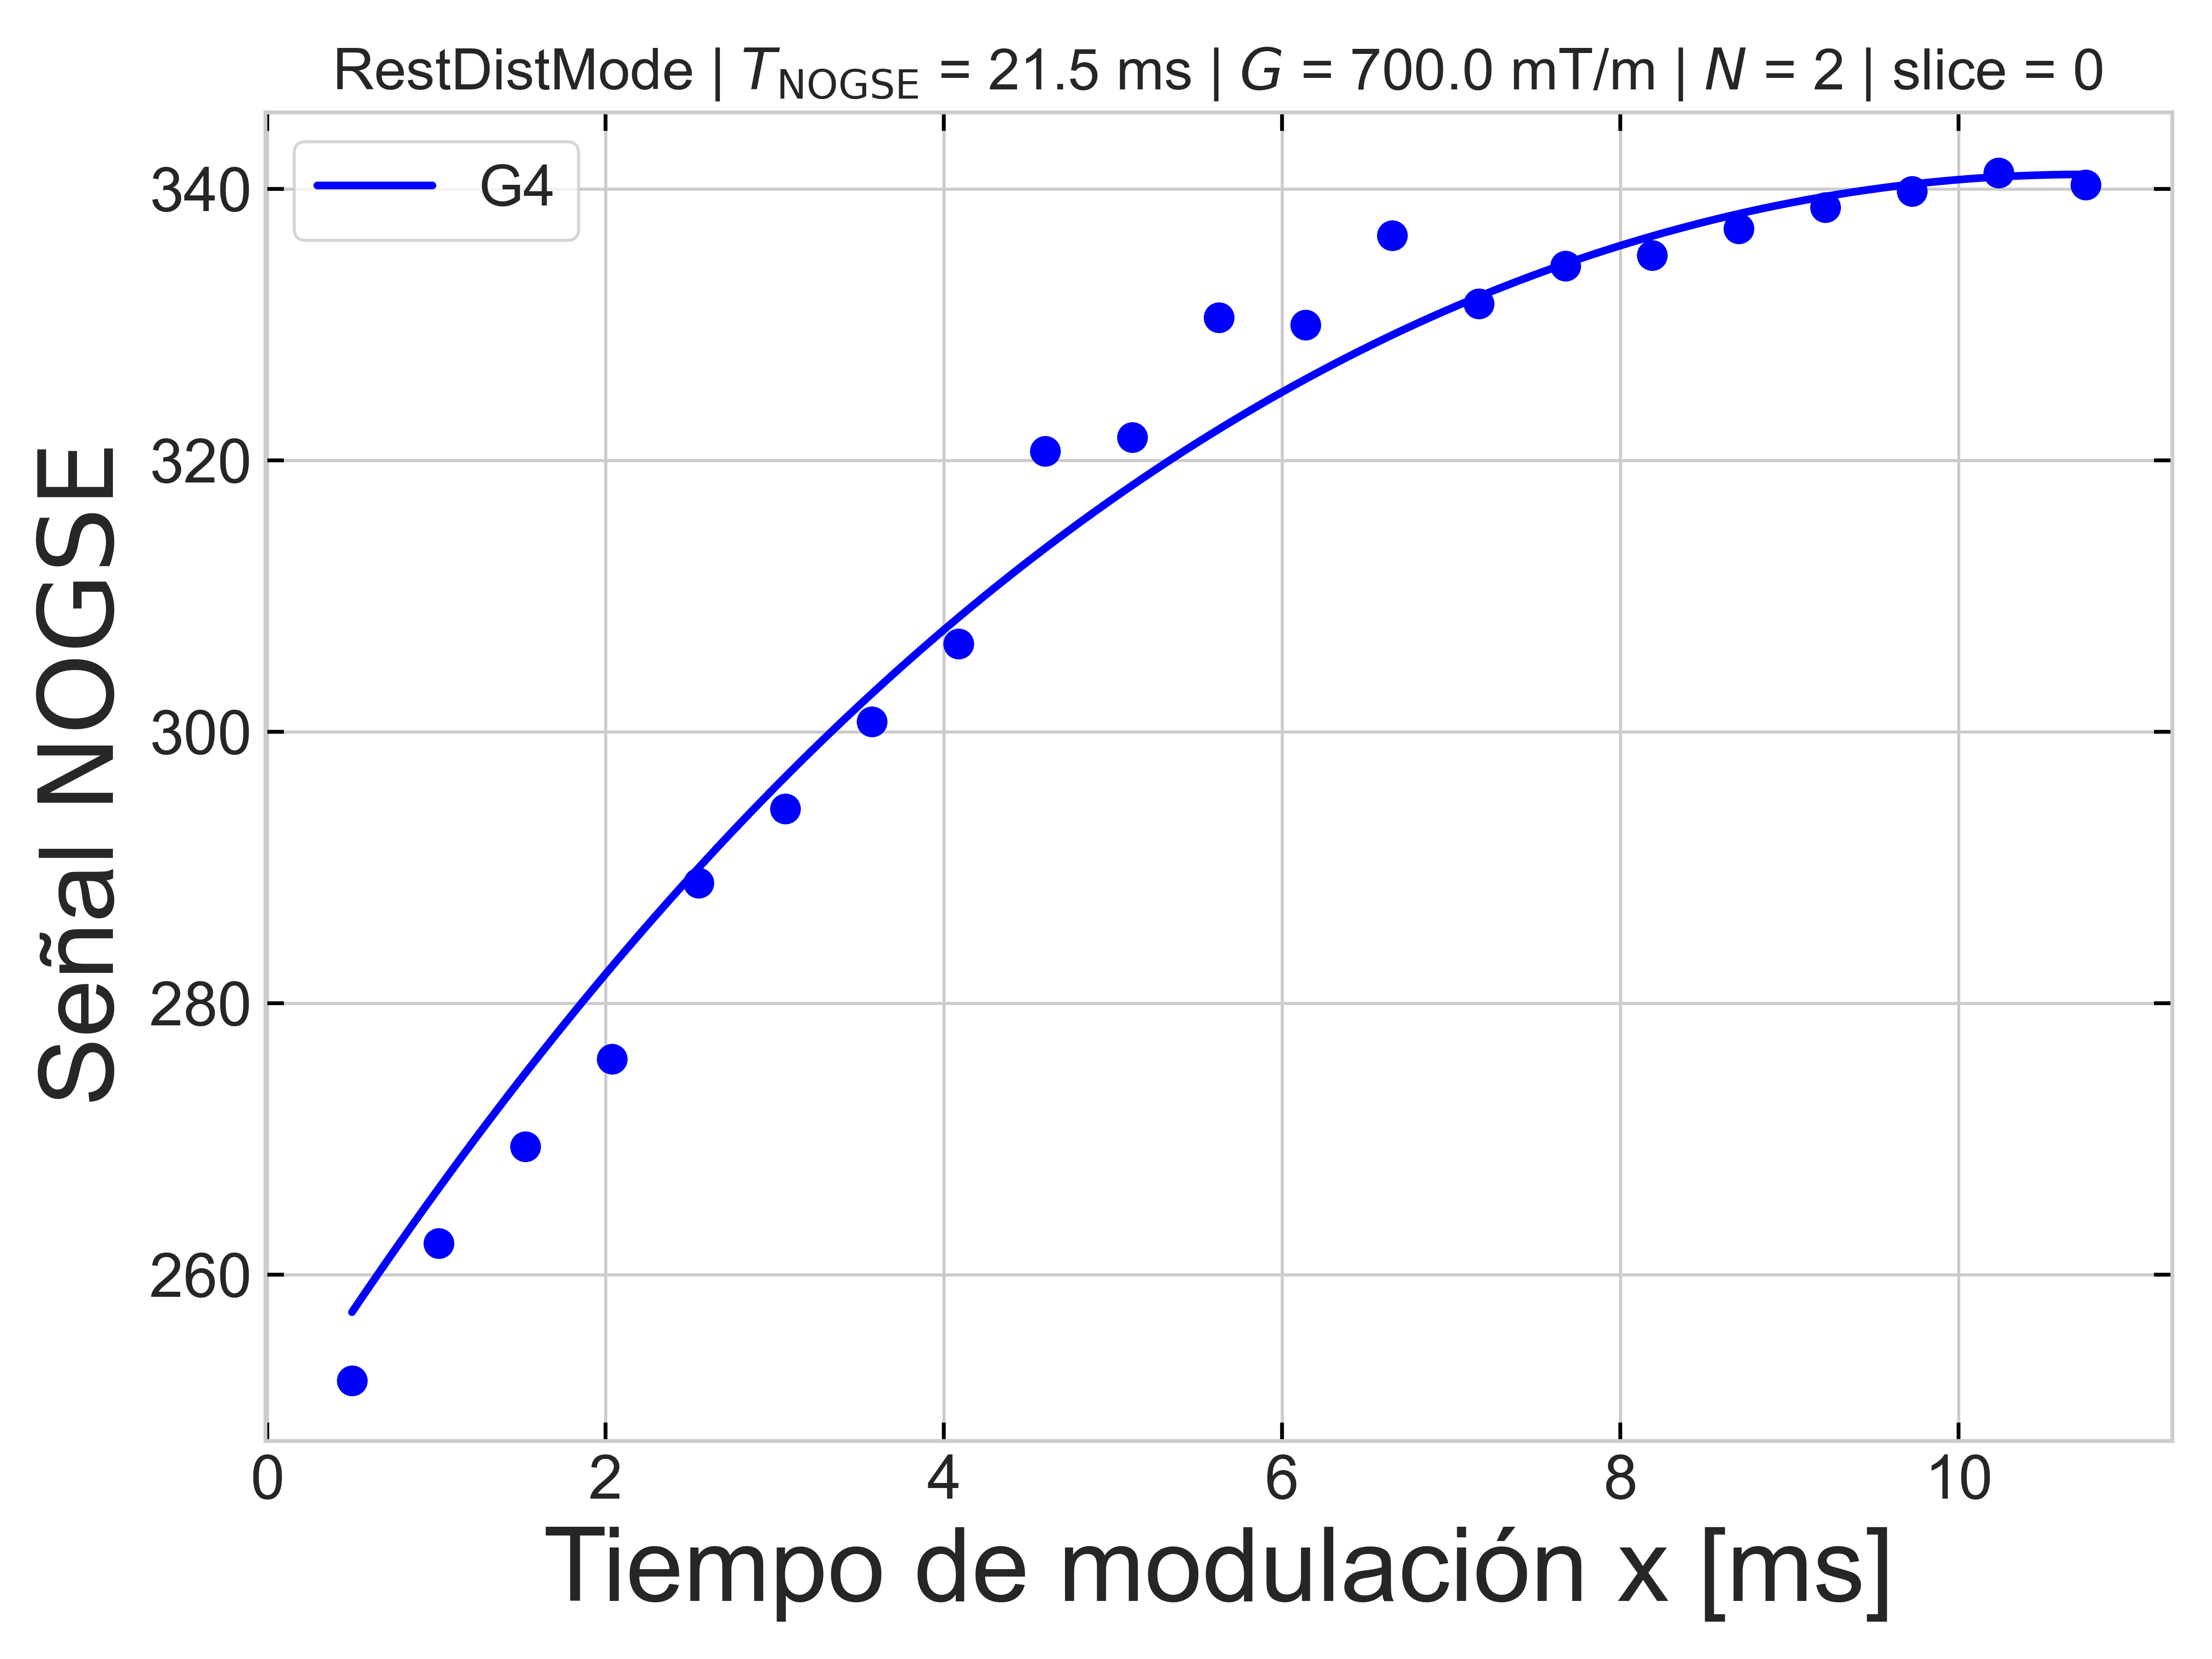 RestDistMode | T_NOGSE = 21.5 ms | G = 700.0 mT/m | N = 2 | slice = 0
G4
340
320
300
280
260
Señal NOGSE
0 2 4 6 8 10
Tiempo de modulación x [ms]